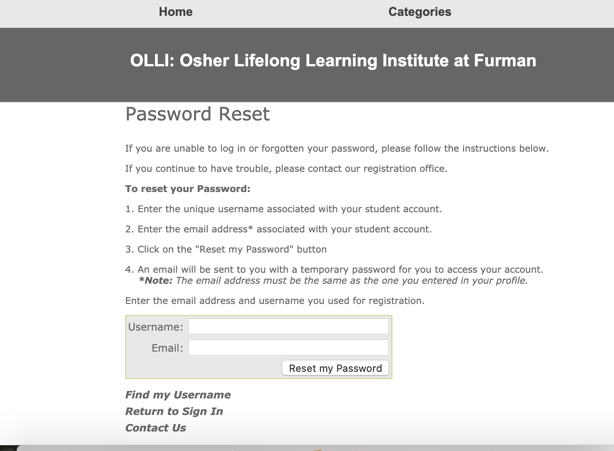 Home Categories
OLLI: Osher Lifelong Learning Institute at Furman
Password Reset
If you are unable to log in or forgotten your password, please follow the instructions below.
If you continue to have trouble, please contact our registration office.
To reset your Password:
1. Enter the unique username associated with your student account.
2. Enter the email address* associated with your student account.
3. Click on the "Reset my Password" button
4. An email will be sent to you with a temporary password for you to access your account.
*Note: The email address must be the same as the one you entered in your profile.
Enter the email address and username you used for registration.
Username:
Email:
Reset my Password
Find my Username
Return to Sign In
Contact Us